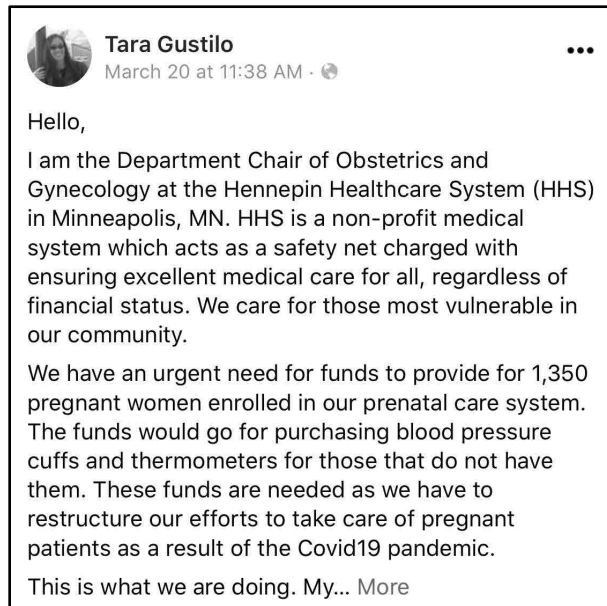 Tara Gustilo
March 20 at 11:38 AM ·
Hello,
I am the Department Chair of Obstetrics and
Gynecology at the Hennepin Healthcare System (HHS)
in Minneapolis, MN. HHS is a non-profit medical
system which acts as a safety net charged with
ensuring excellent medical care for all, regardless of
financial status. We care for those most vulnerable in
our community.
We have an urgent need for funds to provide for 1,350
pregnant women enrolled in our prenatal care system.
The funds would go for purchasing blood pressure
cuffs and thermometers for those that do not have
them. These funds are needed as we have to
restructure our efforts to take care of pregnant
patients as a result of the Covid19 pandemic.
This is what we are doing. My... More